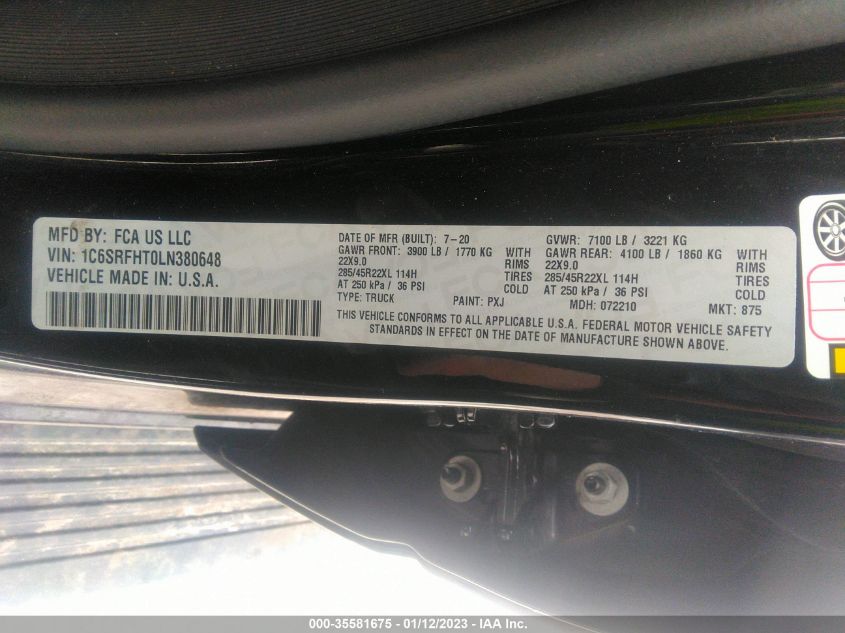 MFD BY: FCA US LLC
VIN: 1C6SRFHT0LN380648
VEHICLE MADE IN: U.S.A.
DATE OF MFR (BUILT): 7-20
GAWR FRONT: 3900 LB / 1770 KG WITH
22X9.0 RIMS
285/45R22XL 114H TIRES
AT 250 kPa / 36 PSI COLD
TYPE: TRUCK PAINT: PXJ
GVWR: 7100 LB / 3221 KG
GAWR REAR: 4100 LB / 1860 KG WITH
22X9.0 RIMS
285/45R22XL 114H TIRES
AT 250 kPa / 36 PSI COLD
MDH: 072210 MKT: 875
THIS VEHICLE CONFORMS TO ALL APPLICABLE U.S.A. FEDERAL MOTOR VEHICLE SAFETY
STANDARDS IN EFFECT ON THE DATE OF MANUFACTURE SHOWN ABOVE.
000-35581675 - 01/12/2023 - © IAA Inc.